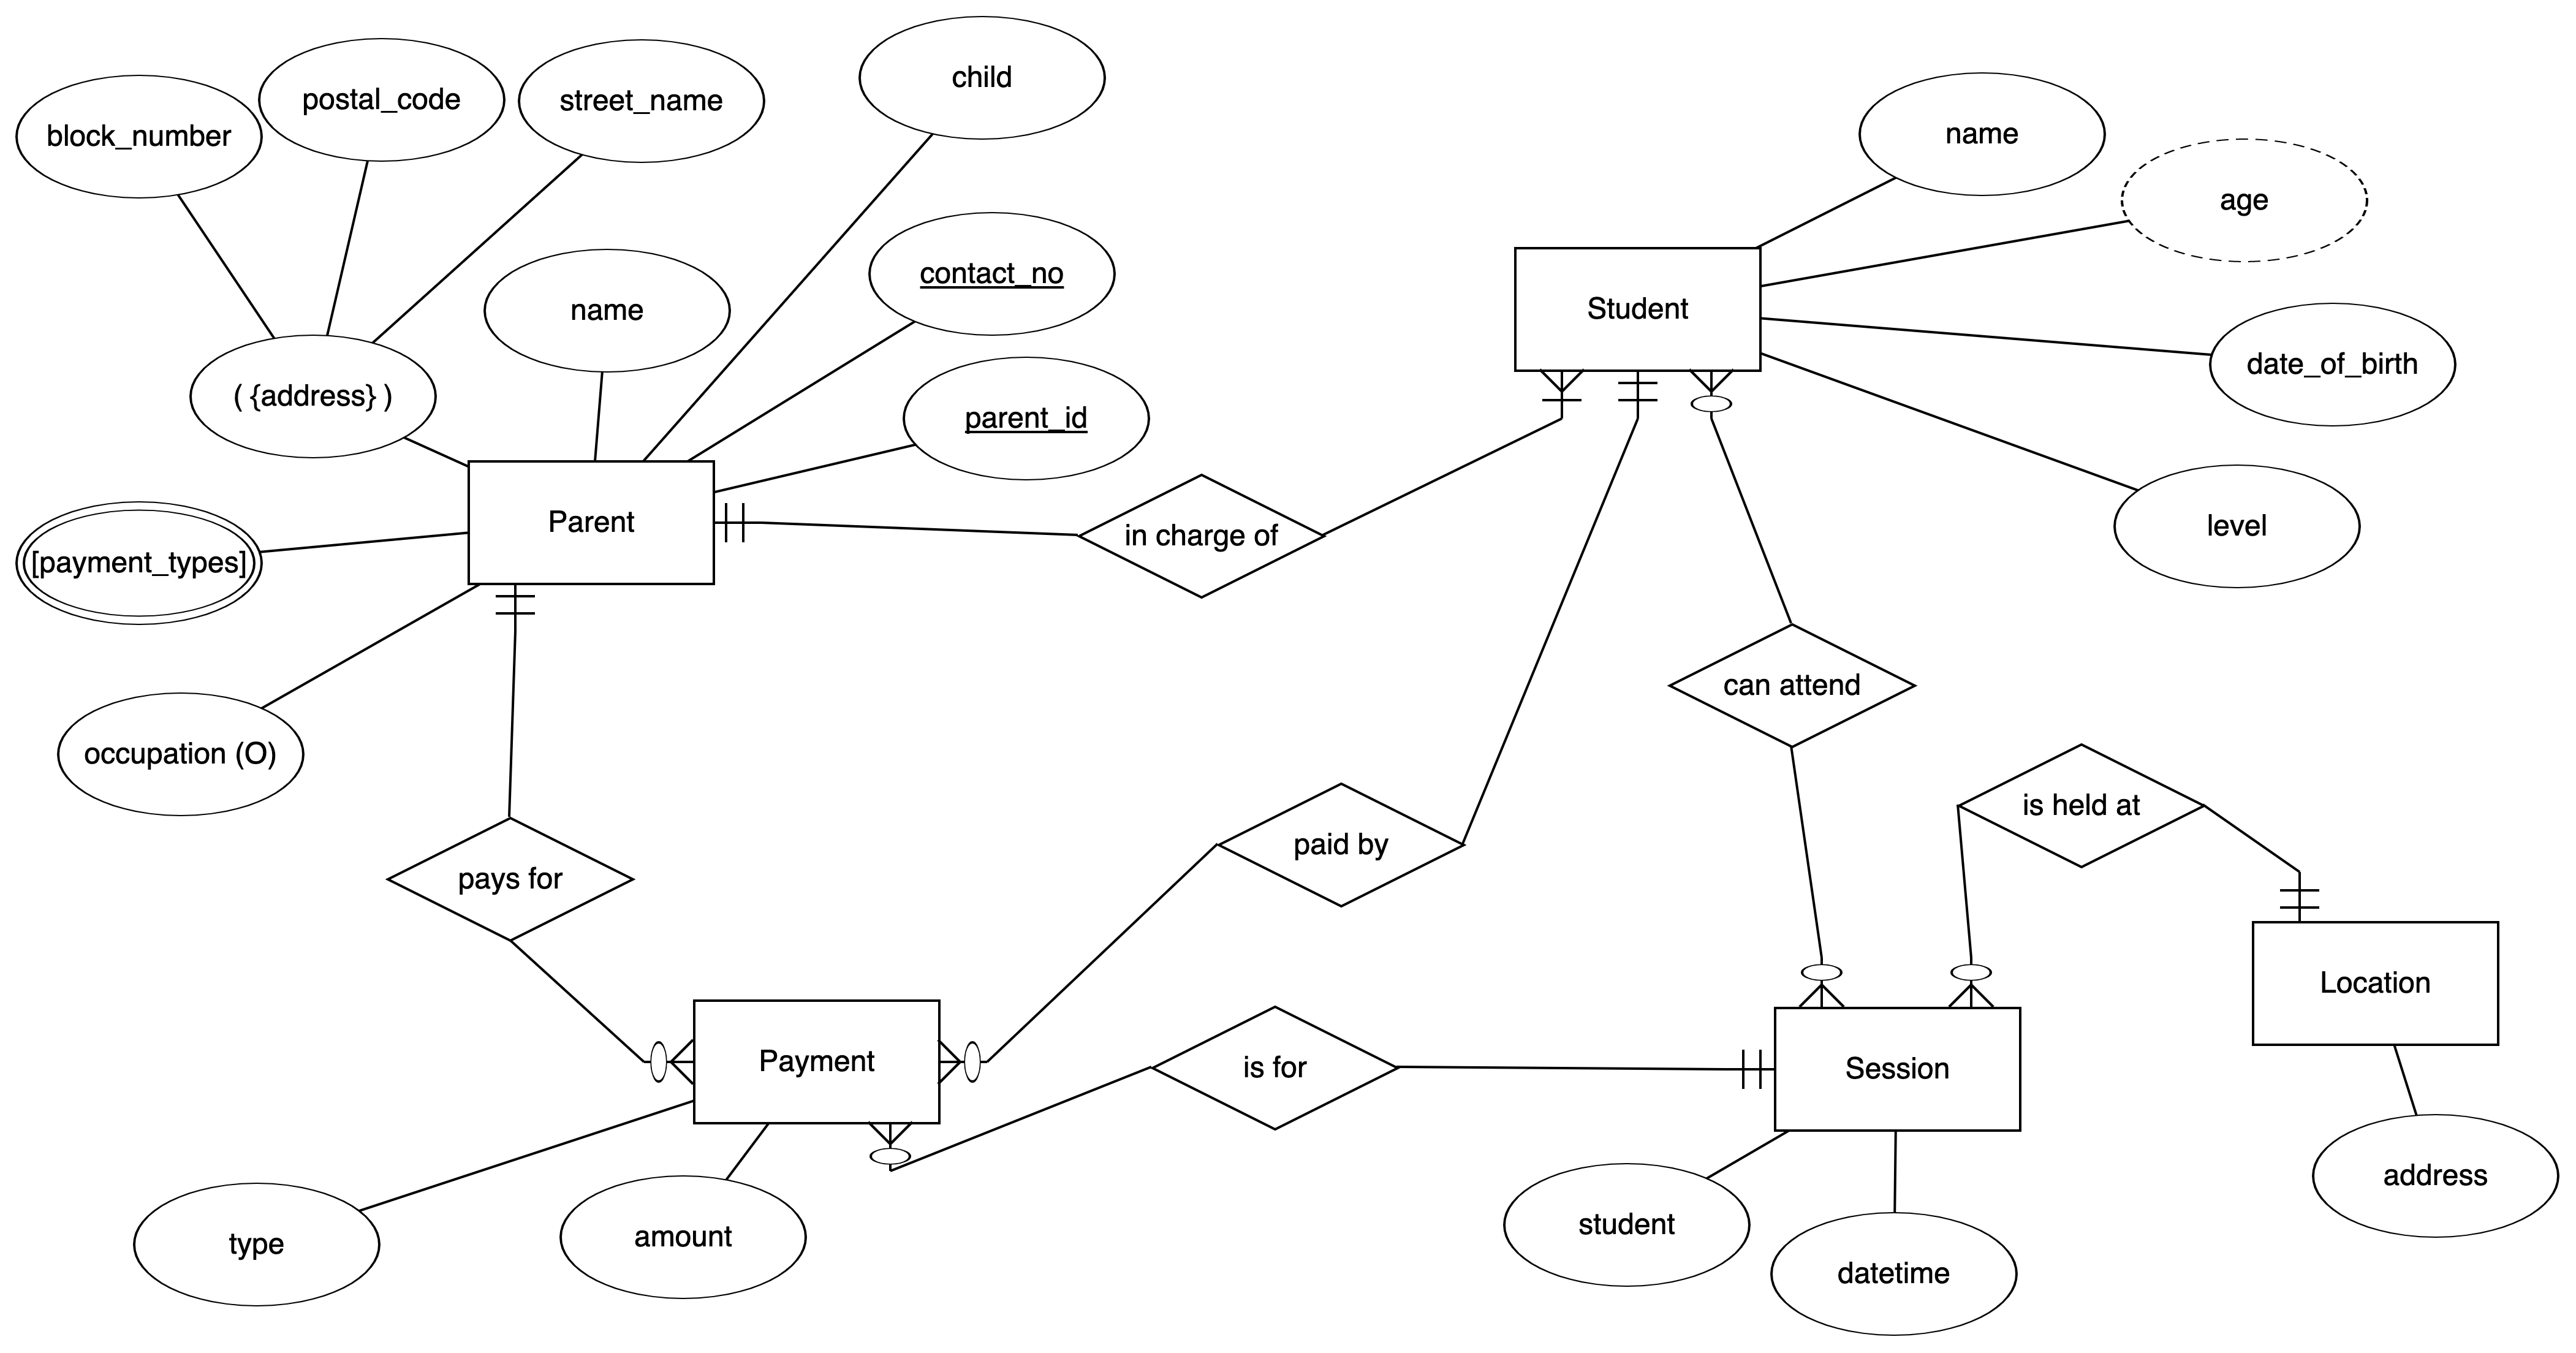 child
postal_code
street_name
block_number
name
age
contact_no
name
Student
date_of_birth
( {address} )
parent_id
Parent
in charge of
level
[payment_types]
can attend
occupation (O)
is held at
paid by
pays for
Location
Payment
is for
Session
address
student
type
amount
datetime